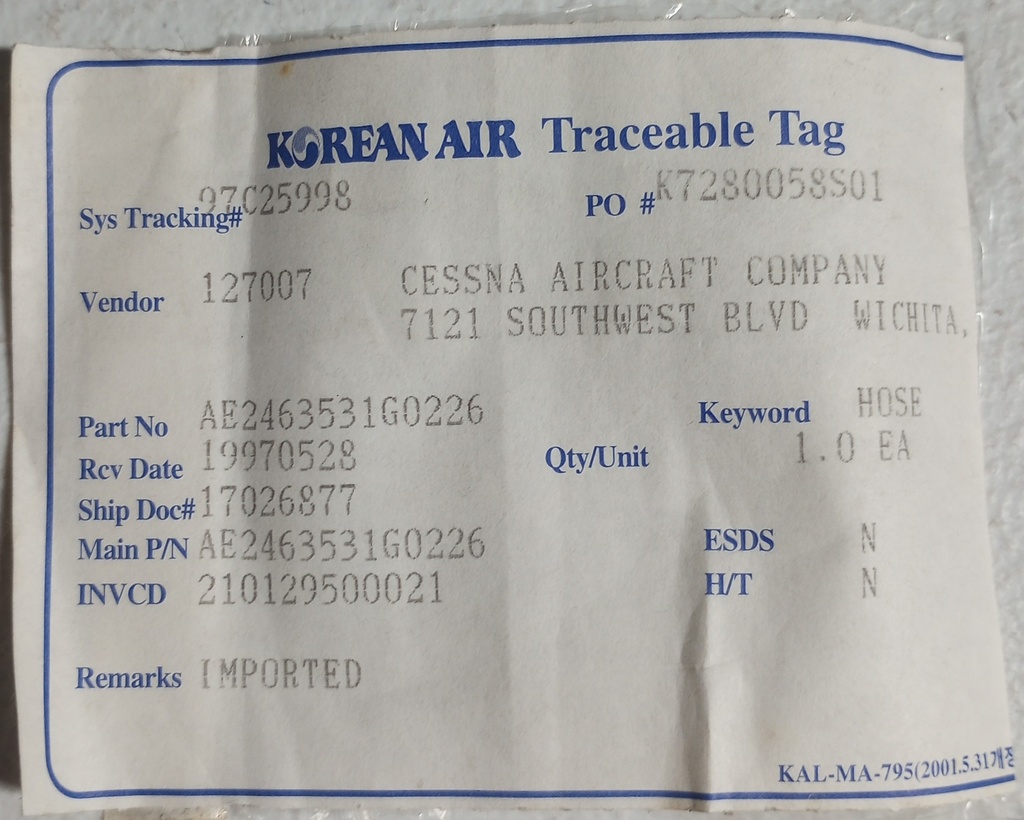 KOREAN AIR Traceable Tag
Sys Tracking# 97C25998 PO # K7280058S01
Vendor 127007 CESSNA AIRCRAFT COMPANY
7121 SOUTHWEST BLVD WICHITA,
Part No AE2463531G0226 Keyword HOSE
Rcv Date 19970528 Qty/Unit 1.0 EA
Ship Doc# 17026877
Main P/N AE2463531G0226 ESDS N
INVCD 210129500021 H/T N
Remarks IMPORTED
KAL-MA-795(2001.5.31개정